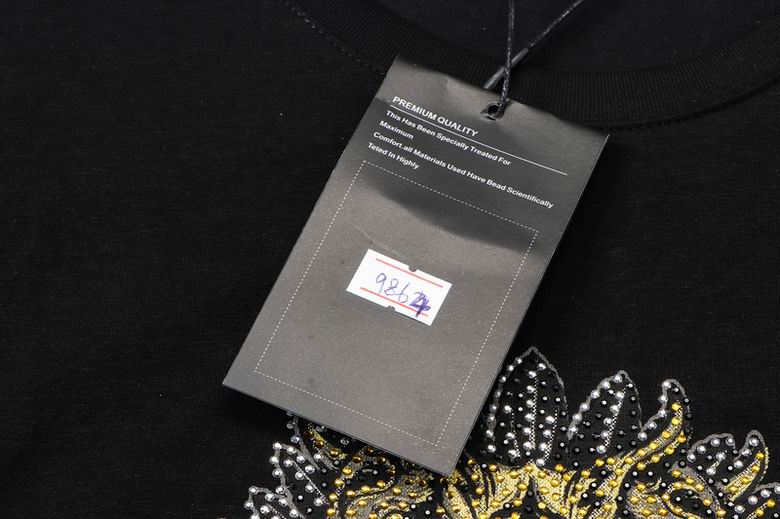 PREMIUM QUALITY
This Has Been Specially Treated For
Maximum
Comfort.all Materials Used Have Bead Scientifically
Teted In Highly
9862